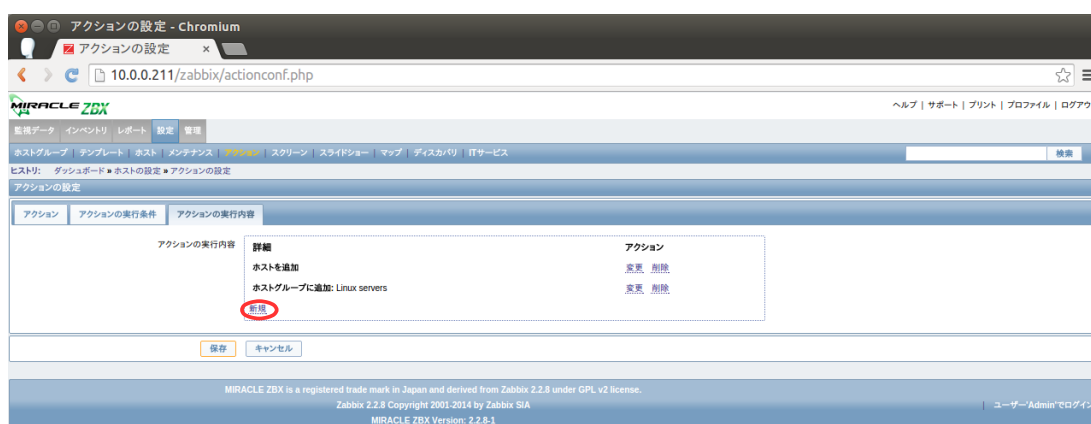 アクションの設定 - Chromium
アクションの設定 ×
10.0.0.211/zabbix/actionconf.php
MIRACLE ZBX
ヘルプ | サポート | プリント | プロファイル | ログアウ
監視データ インベントリ レポート 設定 管理
ホストグループ | テンプレート | ホスト | メンテナンス | アクション | スクリーン | スライドショー | マップ | ディスカバリ | ITサービス 検索
ヒストリ: ダッシュボード » ホストの設定 » アクションの設定
アクションの設定
アクション アクションの実行条件 アクションの実行内容
アクションの実行内容 詳細 アクション
ホストを追加 変更 削除
ホストグループに追加: Linux servers 変更 削除
新規
保存 キャンセル
MIRACLE ZBX is a registered trade mark in Japan and derived from Zabbix 2.2.8 under GPL v2 license.
Zabbix 2.2.8 Copyright 2001-2014 by Zabbix SIA | ユーザー'Admin'でログイン
MIRACLE ZBX Version: 2.2.8-1